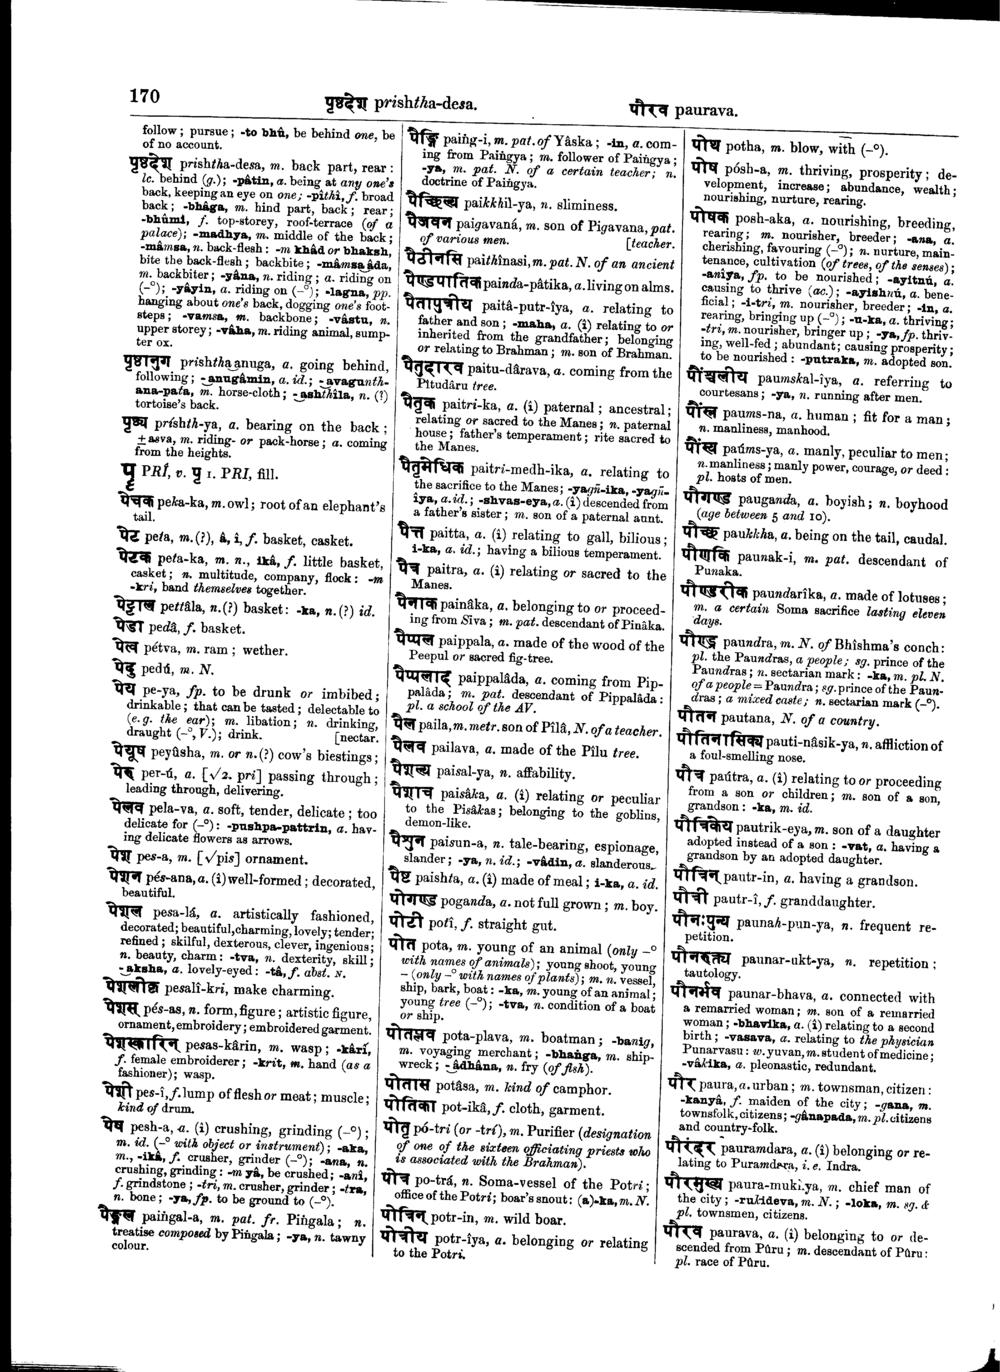 170
पृष्ठदेश prishtha-desa.
पौरव paurava.
follow; pursue; -to bhû, be behind one, be
of no account.
पृष्ठदेश prishtha-desa, m. back part, rear:
lc. behind (g.); -pâtin, a. being at any one's
back, keeping an eye on one; -pîthi, f. broad
back; -bhâga, m. hind part, back; rear;
-bhûmi, f. top-storey, roof-terrace (of a
palace); -madhya, m. middle of the back;
-mâmsa, n. back-flesh: -m khâd or bhaksh,
bite the back-flesh; backbite; -mâmsa̮âda,
m. backbiter; -yâna, n. riding; a. riding on
(-°); -yâyin, a. riding on (-°); -lagna, pp.
hanging about one's back, dogging one's foot-
steps; -vamsa, m. backbone; -vâstu, n.
upper storey; -vâha, m. riding animal, sump-
ter ox.
पृष्ठानुग prishtha̮anuga, a. going behind,
following; -̮anugâmin, a. id.; -̮avagunth-
ana-pata, m. horse-cloth; -̮ashthîla, n. (?)
tortoise's back.
पृष्ठ्य prishth-ya, a. bearing on the back;
± asva, m. riding- or pack-horse; a. coming
from the heights.
पॄ PRÎ, v. पृ 1. PRI, fill.
पेचक peka-ka, m. owl; root of an elephant's
tail.
पेट peta, m. (?), â, î, f. basket, casket.
पेटक peta-ka, m. n., ikâ, f. little basket,
casket; n. multitude, company, flock: -m
-kri, band themselves together.
पेट्टाल pettâla, n. (?) basket: -ka, n. (?) id.
पेडा pedâ, f. basket.
पेत्व pétva, m. ram; wether.
पेदु pedú, m. N.
पेय pe-ya, fp. to be drunk or imbibed;
drinkable; that can be tasted; delectable to
(e.g. the ear); m. libation; n. drinking,
draught (-°, V.); drink. [nectar.
पेयूष peyûsha, m. or n. (?) cow's biestings;
पेरु per-ú, a. [√2. pri] passing through;
leading through, delivering.
पेलव pela-va, a. soft, tender, delicate; too
delicate for (-°): -pushpa-pattrin, a. hav-
ing delicate flowers as arrows.
पेश pes-a, m. [√pis] ornament.
पेशन pés-ana, a. (î) well-formed; decorated,
beautiful.
पेशल pesa-lá, a. artistically fashioned,
decorated; beautiful, charming, lovely; tender;
refined; skilful, dexterous, clever, ingenious;
n. beauty, charm: -tva, n. dexterity, skill;
-̮aksha, a. lovely-eyed: -tâ, f. abst. N.
पेशलीकृ pesalî-kri, make charming.
पेशस् pés-as, n. form, figure; artistic figure,
ornament, embroidery; embroidered garment.
पेशस्कारिन् pesas-kârin, m. wasp; -kârî,
f. female embroiderer; -krit, m. hand (as a
fashioner); wasp.
पेशी pes-î, f. lump of flesh or meat; muscle;
kind of drum.
पेष pesh-a, a. (î) crushing, grinding (-°);
m. id. (-° with object or instrument); -aka,
m., -ikâ, f. crusher, grinder (-°); -ana, n.
crushing, grinding: -m yâ, be crushed; -anî,
f. grindstone; -tri, m. crusher, grinder; -tra,
n. bone; -ya, fp. to be ground to (-°).
पैङ्गल paiṅgal-a, m. pat. fr. Piṅgala; n.
treatise composed by Piṅgala; -ya, n. tawny
colour.
पैङ्गि paiṅg-i, m. pat. of Yâska; -in, a. com-
ing from Paiṅgya; m. follower of Paiṅgya;
-ya, m. pat. N. of a certain teacher; n.
doctrine of Paiṅgya.
पैच्छिल्य paikkhil-ya, n. sliminess.
पैजवन paigavaná, m. son of Pigavana, pat.
of various men. [teacher.
पैठीनसि paithînasi, m. pat. N. of an ancient
पैण्डपातिक painda-pâtika, a. living on alms.
पैतापुत्रीय paitâ-putr-îya, a. relating to
father and son; -maha, a. (î) relating to or
inherited from the grandfather; belonging
or relating to Brahman; m. son of Brahman.
पैतुदारव paitu-dârava, a. coming from the
Pîtudâru tree.
पैतृक paitri-ka, a. (î) paternal; ancestral;
relating or sacred to the Manes; n. paternal
house; father's temperament; rite sacred to
the Manes.
पैतृमेधिक paitri-medh-ika, a. relating to
the sacrifice to the Manes; -yagñ-ika, -yagñ-
iya, a. id.; -shvas-eya, a. (î) descended from
a father's sister; m. son of a paternal aunt.
पैत्त paitta, a. (î) relating to gall, bilious;
i-ka, a. id.; having a bilious temperament.
पैत्र paitra, a. (î) relating or sacred to the
Manes.
पैनाक painâka, a. belonging to or proceed-
ing from Siva; m. pat. descendant of Pinâka.
पैप्पल paippala, a. made of the wood of the
Peepul or sacred fig-tree.
पैप्पलाद paippalâda, a. coming from Pip-
palâda; m. pat. descendant of Pippalâda:
pl. a school of the AV.
पैल paila, m. metr. son of Pîlâ, N. of a teacher.
पैलव pailava, a. made of the Pîlu tree.
पैशल्य paisal-ya, n. affability.
पैशाच paisâka, a. (î) relating or peculiar
to the Pisâkas; belonging to the goblins,
demon-like.
पैशुन paisun-a, n. tale-bearing, espionage,
slander; -ya, n. id.; -vâdin, a. slanderous.
पैष्ट paishta, a. (î) made of meal; i-ka, a. id.
पोगण्ड poganda, a. not full grown; m. boy.
पोटी potî, f. straight gut.
पोत pota, m. young of an animal (only -°
with names of animals); young shoot, young
- (only -° with names of plants); m. n. vessel,
ship, bark, boat: -ka, m. young of an animal;
young tree (-°); -tva, n. condition of a boat
or ship.
पोतप्लव pota-plava, m. boatman; -banig,
m. voyaging merchant; -bhaṅga, m. ship-
wreck; -̮âdhâna, n. fry (of fish).
पोतास potâsa, m. kind of camphor.
पोतिका pot-ikâ, f. cloth, garment.
पोतृ pó-tri (or -trí), m. Purifier (designation
of one of the sixteen officiating priests who
is associated with the Brahman).
पोत्र po-trá, n. Soma-vessel of the Potri;
office of the Potri; boar's snout: (a)-ka, m. N.
पोत्रिन् potr-in, m. wild boar.
पोत्रीय potr-îya, a. belonging or relating
to the Potri.
पोथ potha, m. blow, with (-°).
पोष pósh-a, m. thriving, prosperity; de-
velopment, increase; abundance, wealth;
nourishing, nurture, rearing.
पोषक posh-aka, a. nourishing, breeding,
rearing; m. nourisher, breeder; -ana, a.
cherishing, favouring (-°); n. nurture, main-
tenance, cultivation (of trees, of the senses);
-anîya, fp. to be nourished; -ayitnú, a.
causing to thrive (ac.); -ayishnú, a. bene-
ficial; -i-tri, m. nourisher, breeder; -in, a.
rearing, bringing up (-°); -u-ka, a. thriving;
-tri, m. nourisher, bringer up; -ya, fp. thriv-
ing, well-fed; abundant; causing prosperity;
to be nourished: -putraka, m. adopted son.
पौंश्चलीय paumskal-îya, a. referring to
courtesans; -ya, n. running after men.
पौंस्न paums-na, a. human; fit for a man;
n. manliness, manhood.
पौंस्य paúms-ya, a. manly, peculiar to men;
n. manliness; manly power, courage, or deed:
pl. hosts of men.
पौगण्ड pauganda, a. boyish; n. boyhood
(age between 5 and 10).
पौच्छ paukkha, a. being on the tail, caudal.
पौणकि paunak-i, m. pat. descendant of
Punaka.
पौण्डरीक paundarîka, a. made of lotuses;
m. a certain Soma sacrifice lasting eleven
days.
पौण्ड्र paundra, m. N. of Bhîshma's conch:
pl. the Paundras, a people; sg. prince of the
Paundras; n. sectarian mark: -ka, m. pl. N.
of a people = Paundra; sg. prince of the Paun-
dras; a mixed caste; n. sectarian mark (-°).
पौतन pautana, N. of a country.
पौतिनासिक्य pauti-nâsik-ya, n. affliction of
a foul-smelling nose.
पौत्र paútra, a. (î) relating to or proceeding
from a son or children; m. son of a son,
grandson: -ka, m. id.
पौत्रिकेय pautrik-eya, m. son of a daughter
adopted instead of a son: -vat, a. having a
grandson by an adopted daughter.
पौत्रिन् pautr-in, a. having a grandson.
पौत्री pautr-î, f. granddaughter.
पौनःपुन्य paunah-pun-ya, n. frequent re-
petition.
पौनरुक्त्य paunar-ukt-ya, n. repetition;
tautology.
पौनर्भव paunar-bhava, a. connected with
a remarried woman; m. son of a remarried
woman; -bhavika, a. (î) relating to a second
birth; -vasava, a. relating to the physician
Punarvasu: w. yuvan, m. student of medicine;
-vâkika, a. pleonastic, redundant.
पौर paura, a. urban; m. townsman, citizen:
-kanyâ, f. maiden of the city; -gana, m.
townsfolk, citizens; -gânapada, m. pl. citizens
and country-folk.
पौरंदर pauramdara, a. (î) belonging or re-
lating to Puramdara, i. e. Indra.
पौरमुख्य paura-mukhya, m. chief man of
the city; -rukideva, m. N.; -loka, m. sg. &
pl. townsmen, citizens.
पौरव paurava, a. (î) belonging to or de-
scended from Pûru; m. descendant of Pûru:
pl. race of Pûru.